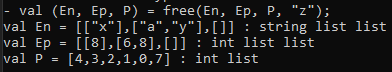 - val (En, Ep, P) = free(En, Ep, P, "z");
val En = [["x"],["a","y"],[]] : string list list
val Ep = [[8],[6,8],[]] : int list list
val P = [4,3,2,1,0,7] : int list